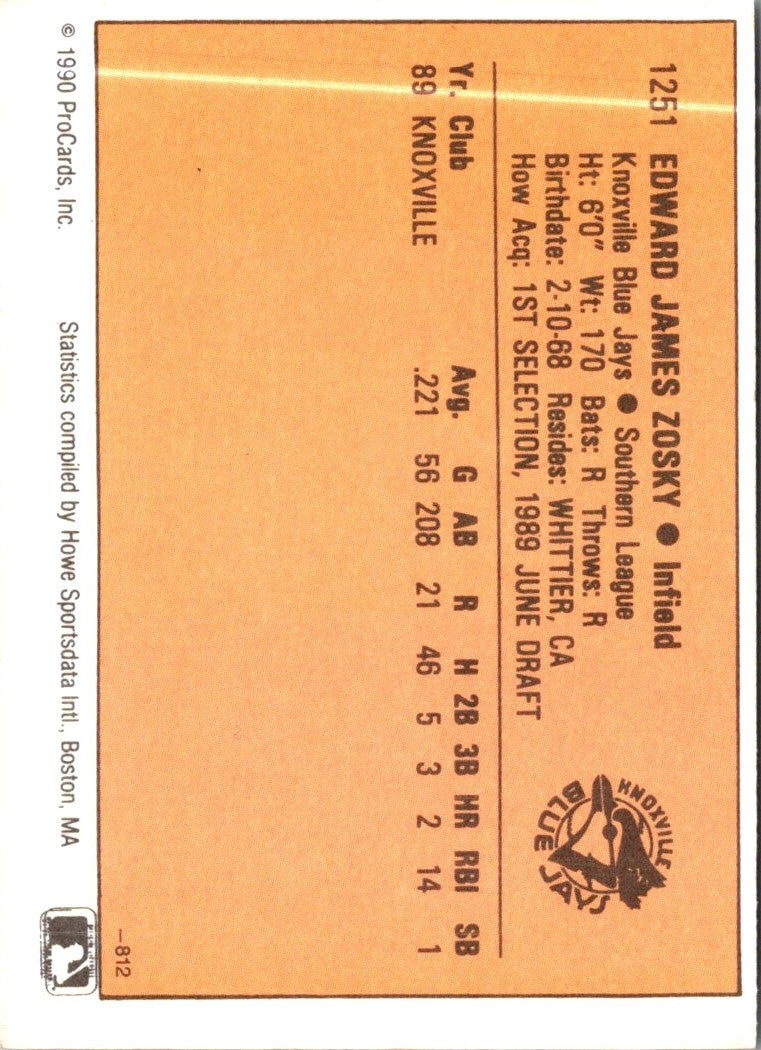 1251 EDWARD JAMES ZOSKY ● Infield
Knoxville Blue Jays ● Southern League
Ht: 6'0" Wt: 170 Bats: R Throws: R
Birthdate: 2-10-68 Resides: WHITTIER, CA
How Acq: 1ST SELECTION, 1989 JUNE DRAFT
KNOXVILLE
BLUE JAYS
Yr. Club Avg. G AB R H 2B 3B HR RBI SB
89 KNOXVILLE .221 56 208 21 46 5 3 2 14 1
–812
© 1990 ProCards, Inc. Statistics compiled by Howe Sportsdata Intl., Boston, MA